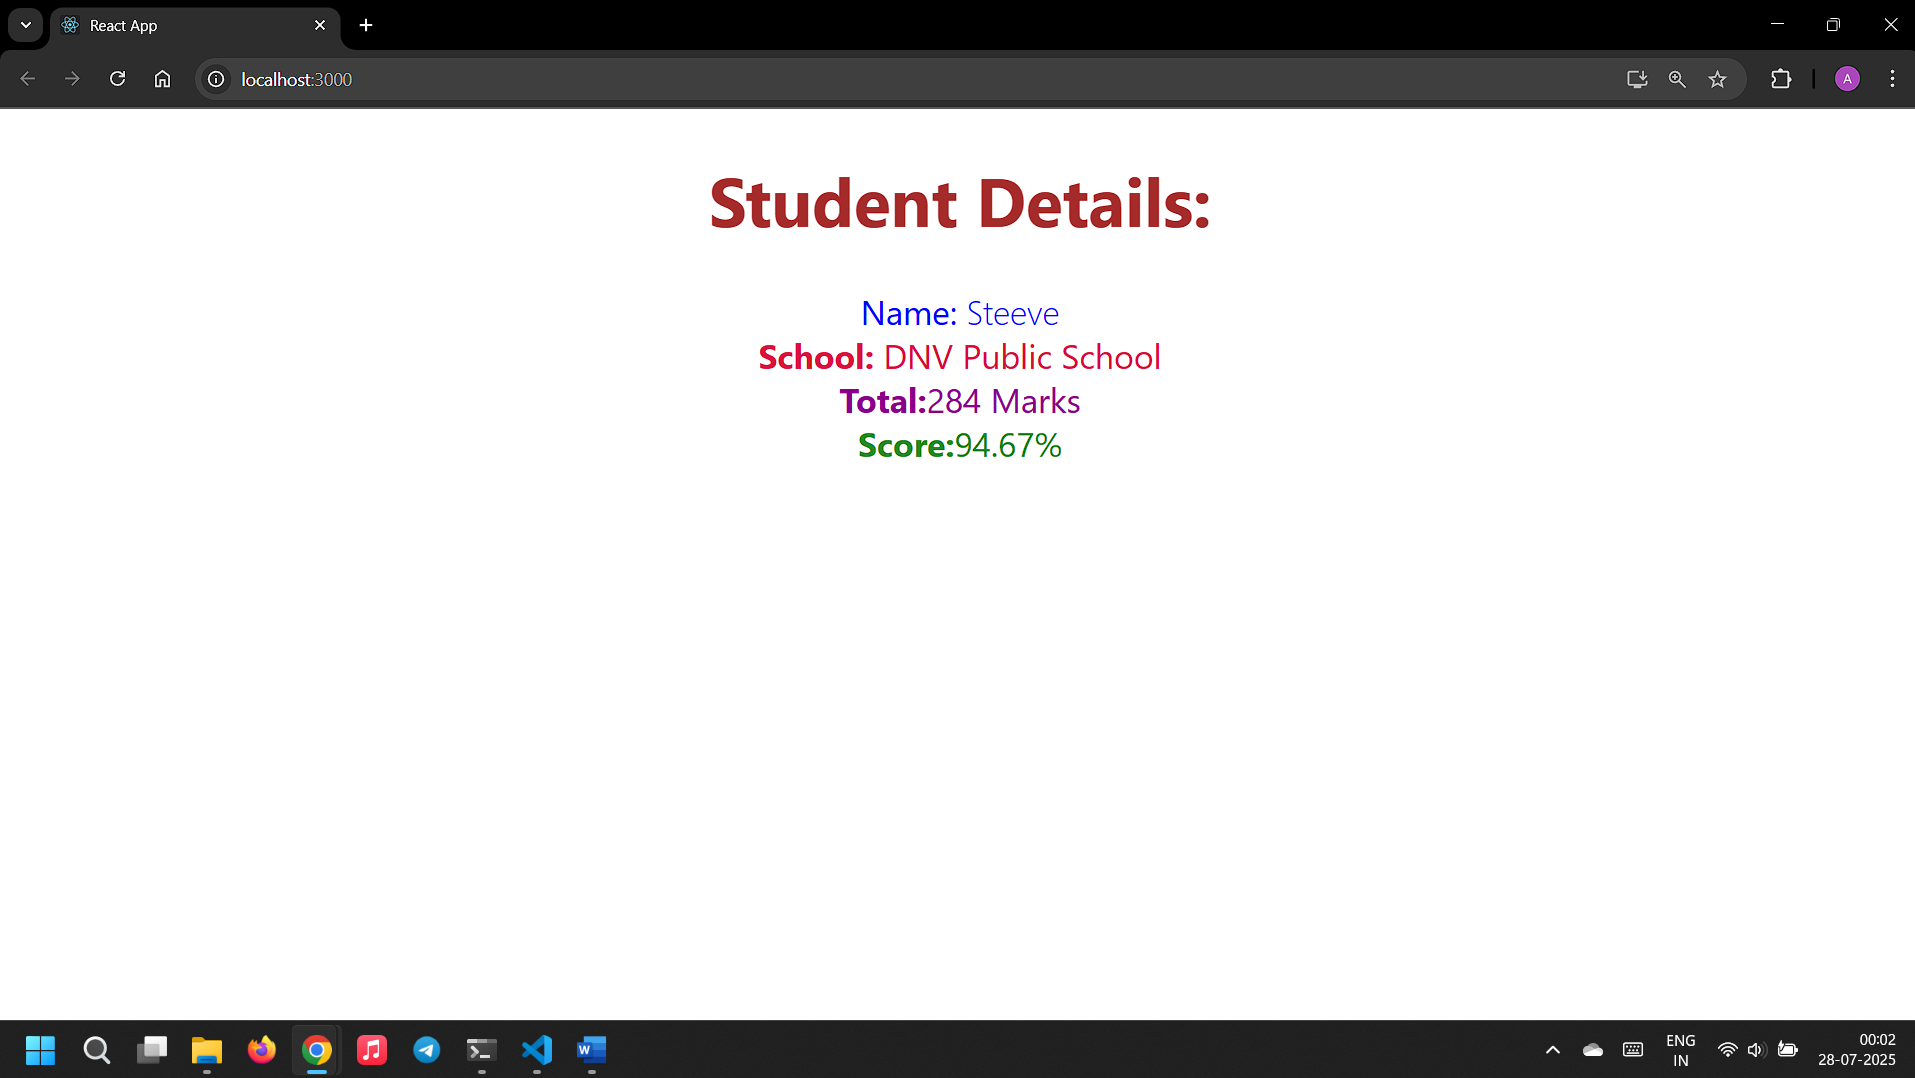 React App
localhost:3000
A
Student Details:
Name: Steeve
School: DNV Public School
Total:284 Marks
Score:94.67%
W
ENG
IN
00:02
28-07-2025